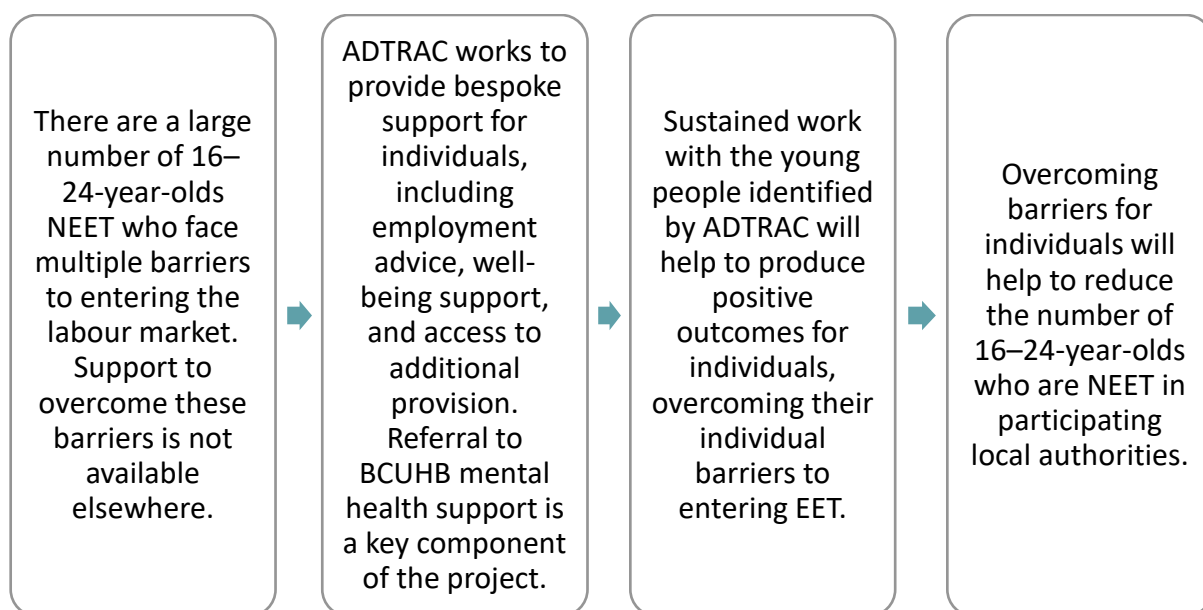 There are a large
number of 16–
24-year-olds
NEET who face
multiple barriers
to entering the
labour market.
Support to
overcome these
barriers is not
available
elsewhere.
ADTRAC works to
provide bespoke
support for
individuals,
including
employment
advice, well-
being support,
and access to
additional
provision.
Referral to
BCUHB mental
health support is
a key component
of the project.
Sustained work
with the young
people identified
by ADTRAC will
help to produce
positive
outcomes for
individuals,
overcoming their
individual
barriers to
entering EET.
Overcoming
barriers for
individuals will
help to reduce
the number of
16–24-year-olds
who are NEET in
participating
local authorities.